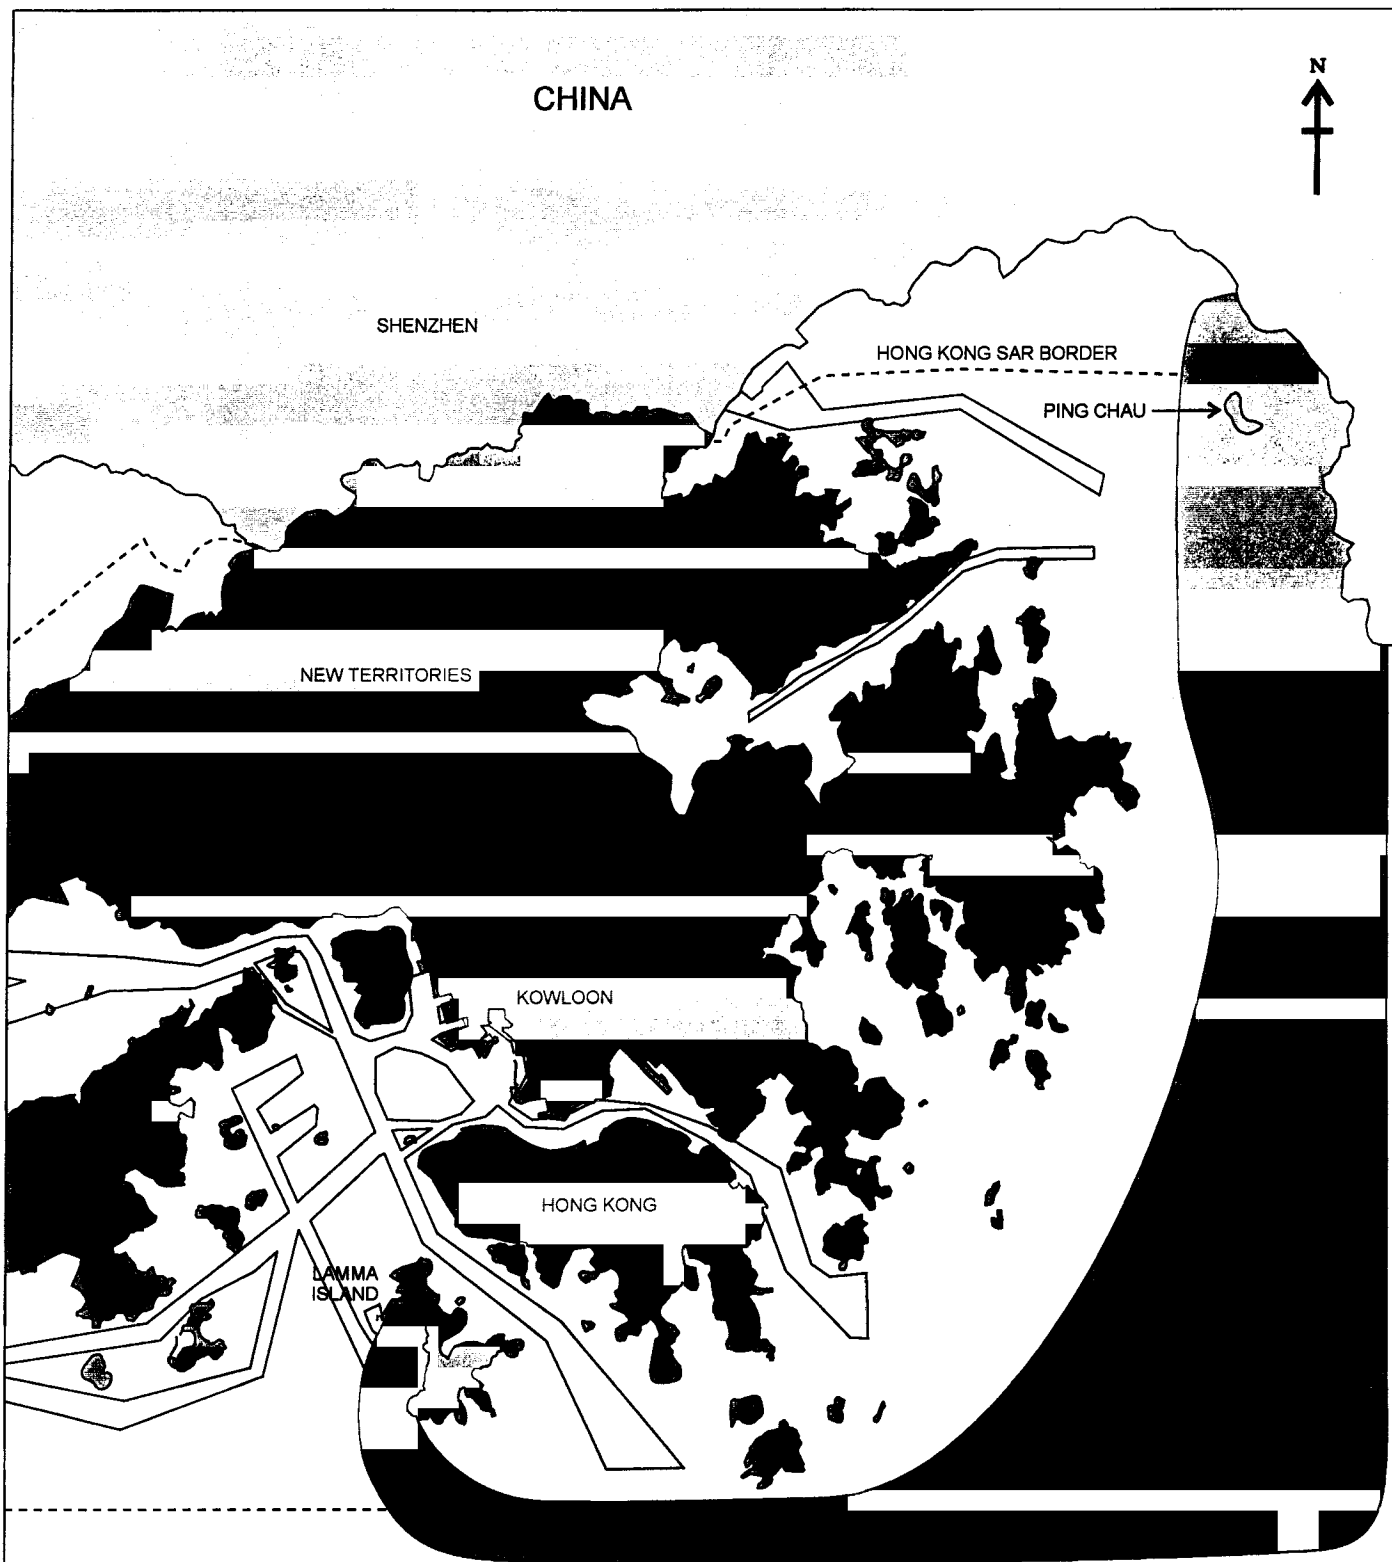 CHINA
N
SHENZHEN
HONG KONG SAR BORDER
PING CHAU
NEW TERRITORIES
KOWLOON
HONG KONG
LAMMA
ISLAND